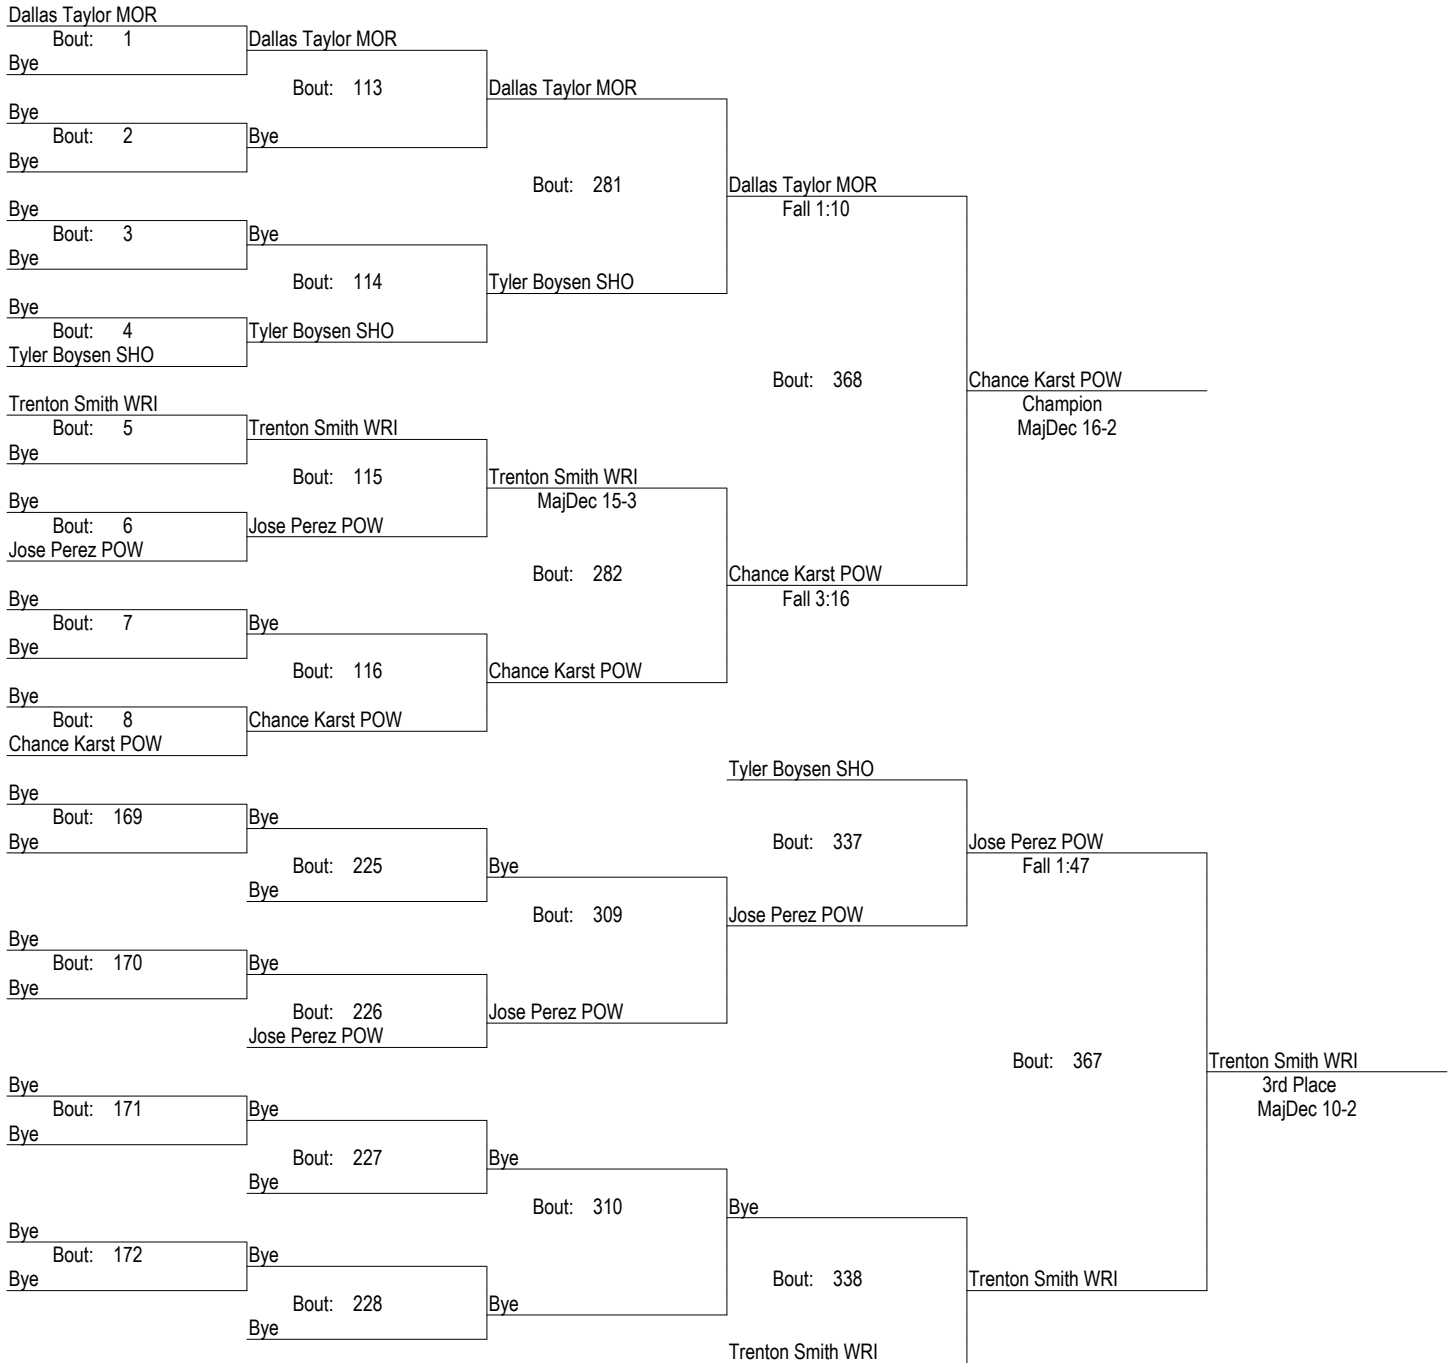 Dallas Taylor MOR
Bout: 1 Dallas Taylor MOR
Bye
Bout: 113 Dallas Taylor MOR
Bye
Bout: 2 Bye
Bye
Bout: 281 Dallas Taylor MOR
Bye Fall 1:10
Bout: 3 Bye
Bye
Bout: 114 Tyler Boysen SHO
Bye
Bout: 4 Tyler Boysen SHO
Tyler Boysen SHO
Bout: 368 Chance Karst POW
Trenton Smith WRI Champion
Bout: 5 Trenton Smith WRI MajDec 16-2
Bye
Bout: 115 Trenton Smith WRI
Bye MajDec 15-3
Bout: 6 Jose Perez POW
Jose Perez POW
Bout: 282 Chance Karst POW
Bye Fall 3:16
Bout: 7 Bye
Bye
Bout: 116 Chance Karst POW
Bye
Bout: 8 Chance Karst POW
Chance Karst POW
Tyler Boysen SHO
Bye
Bout: 169 Bye
Bye Bout: 337 Jose Perez POW
Bout: 225 Bye Fall 1:47
Bye
Bout: 309 Jose Perez POW
Bye
Bout: 170 Bye
Bye
Bout: 226 Jose Perez POW
Jose Perez POW
Bout: 367 Trenton Smith WRI
Bye 3rd Place
Bout: 171 Bye MajDec 10-2
Bye
Bout: 227 Bye
Bye
Bout: 310 Bye
Bye
Bout: 172 Bye
Bye Bout: 338 Trenton Smith WRI
Bout: 228 Bye
Bye
Trenton Smith WRI